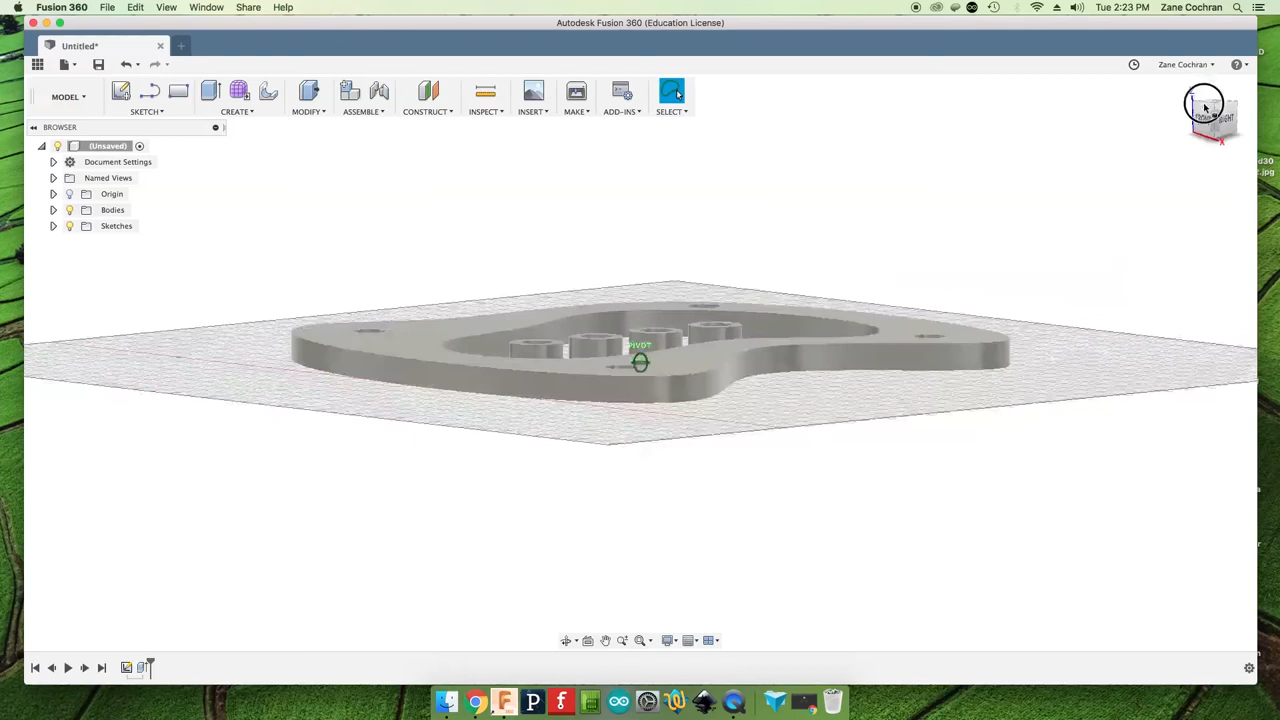 Fusion 360 File Edit View Window Share Help
Tue 2:23 PM Zane Cochran
Autodesk Fusion 360 (Education License)
Untitled*
Zane Cochran
MODEL
SKETCH CREATE MODIFY ASSEMBLE CONSTRUCT INSPECT INSERT MAKE ADD-INS SELECT
BROWSER
(Unsaved)
Document Settings
Named Views
Origin
Bodies
Sketches
RIGHT
X
PIVOT